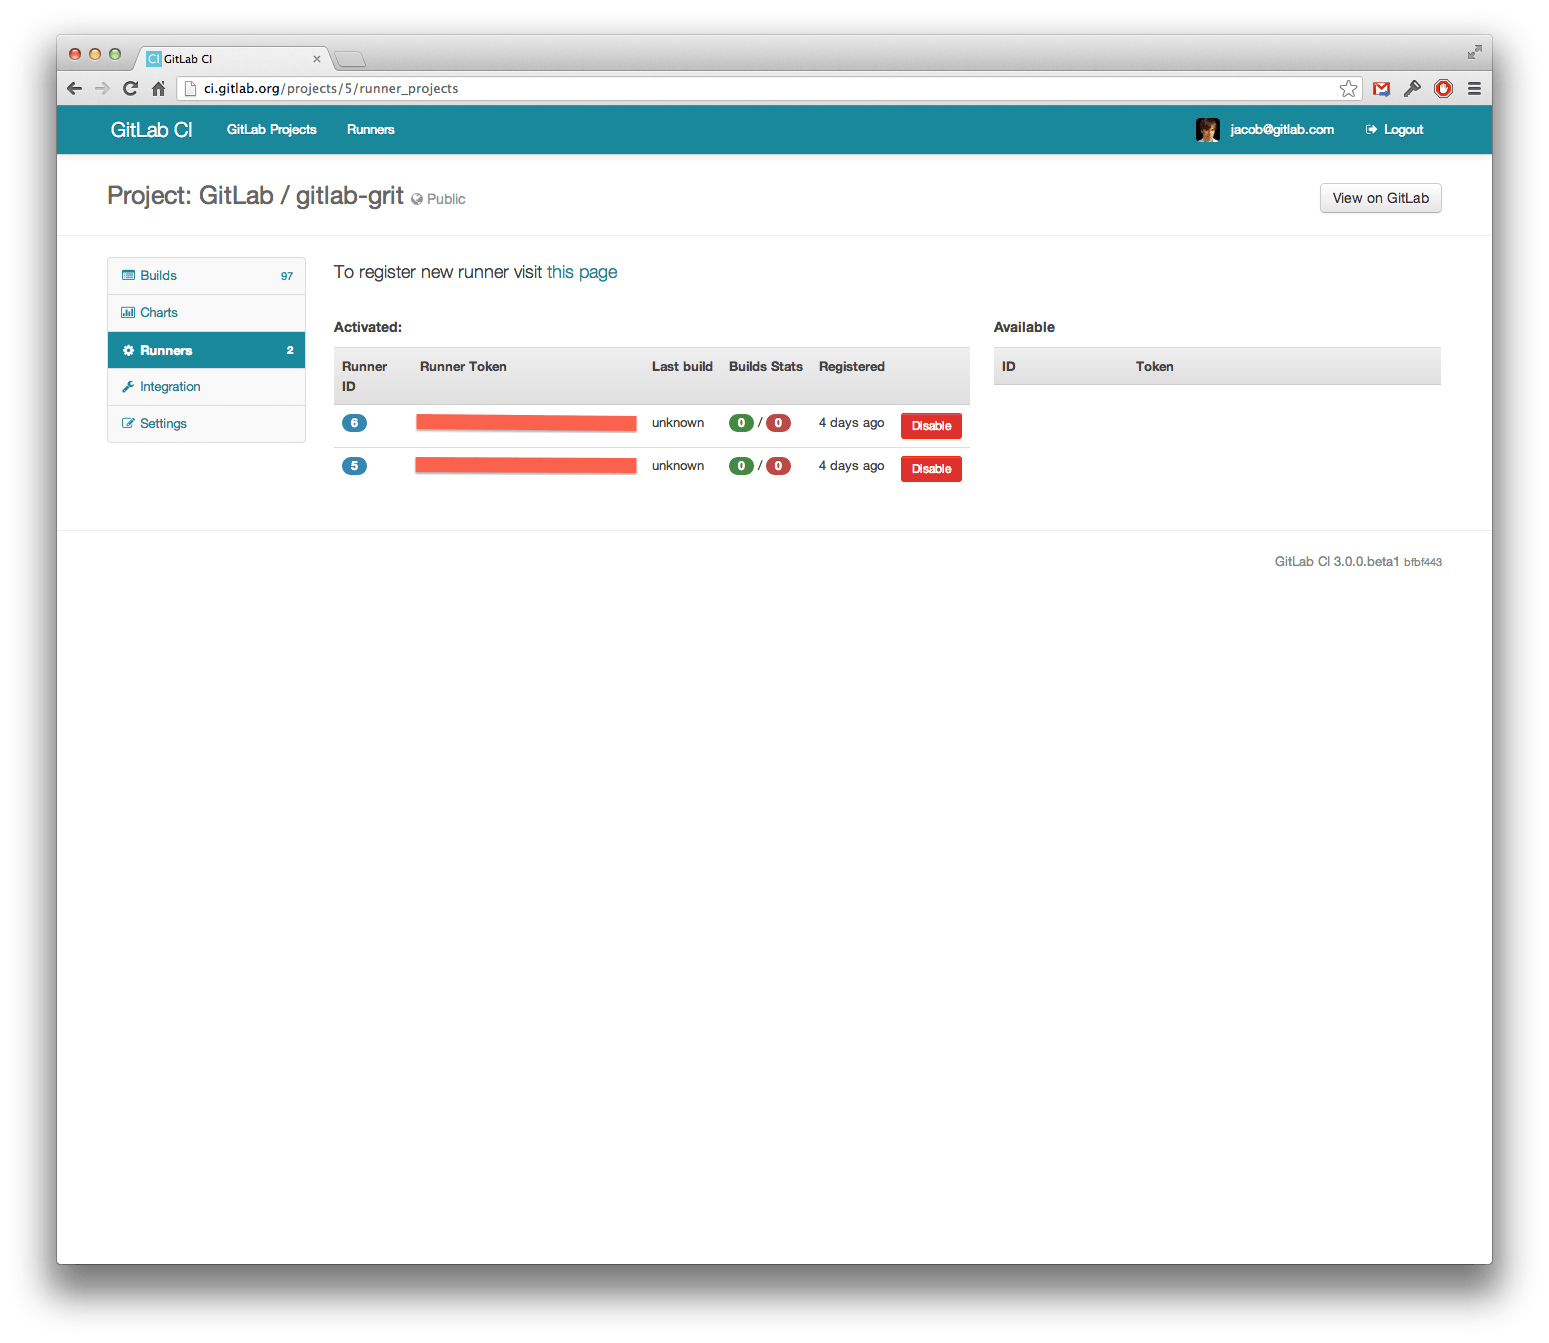 CI GitLab CI
ci.gitlab.org/projects/5/runner_projects
GitLab CI GitLab Projects Runners jacob@gitlab.com Logout
Project: GitLab / gitlab-grit Public View on GitLab
Builds 97
Charts
Runners 2
Integration
Settings
To register new runner visit this page
Activated:
Runner ID Runner Token Last build Builds Stats Registered
6 unknown 0 / 0 4 days ago Disable
5 unknown 0 / 0 4 days ago Disable
Available
ID Token
GitLab CI 3.0.0.beta1 bfbf443